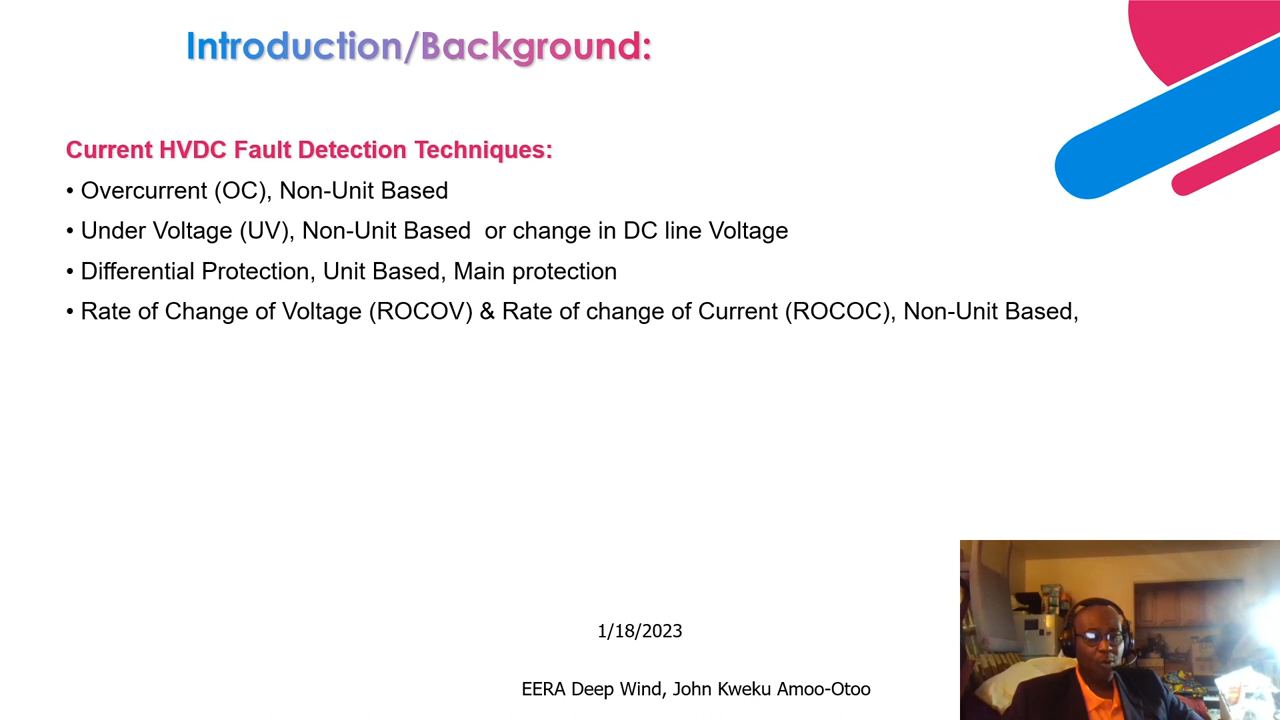 Introduction/Background:
Current HVDC Fault Detection Techniques:
• Overcurrent (OC), Non-Unit Based
• Under Voltage (UV), Non-Unit Based  or change in DC line Voltage
• Differential Protection, Unit Based, Main protection
• Rate of Change of Voltage (ROCOV) & Rate of change of Current (ROCOC), Non-Unit Based,
1/18/2023
EERA Deep Wind, John Kweku Amoo-Otoo